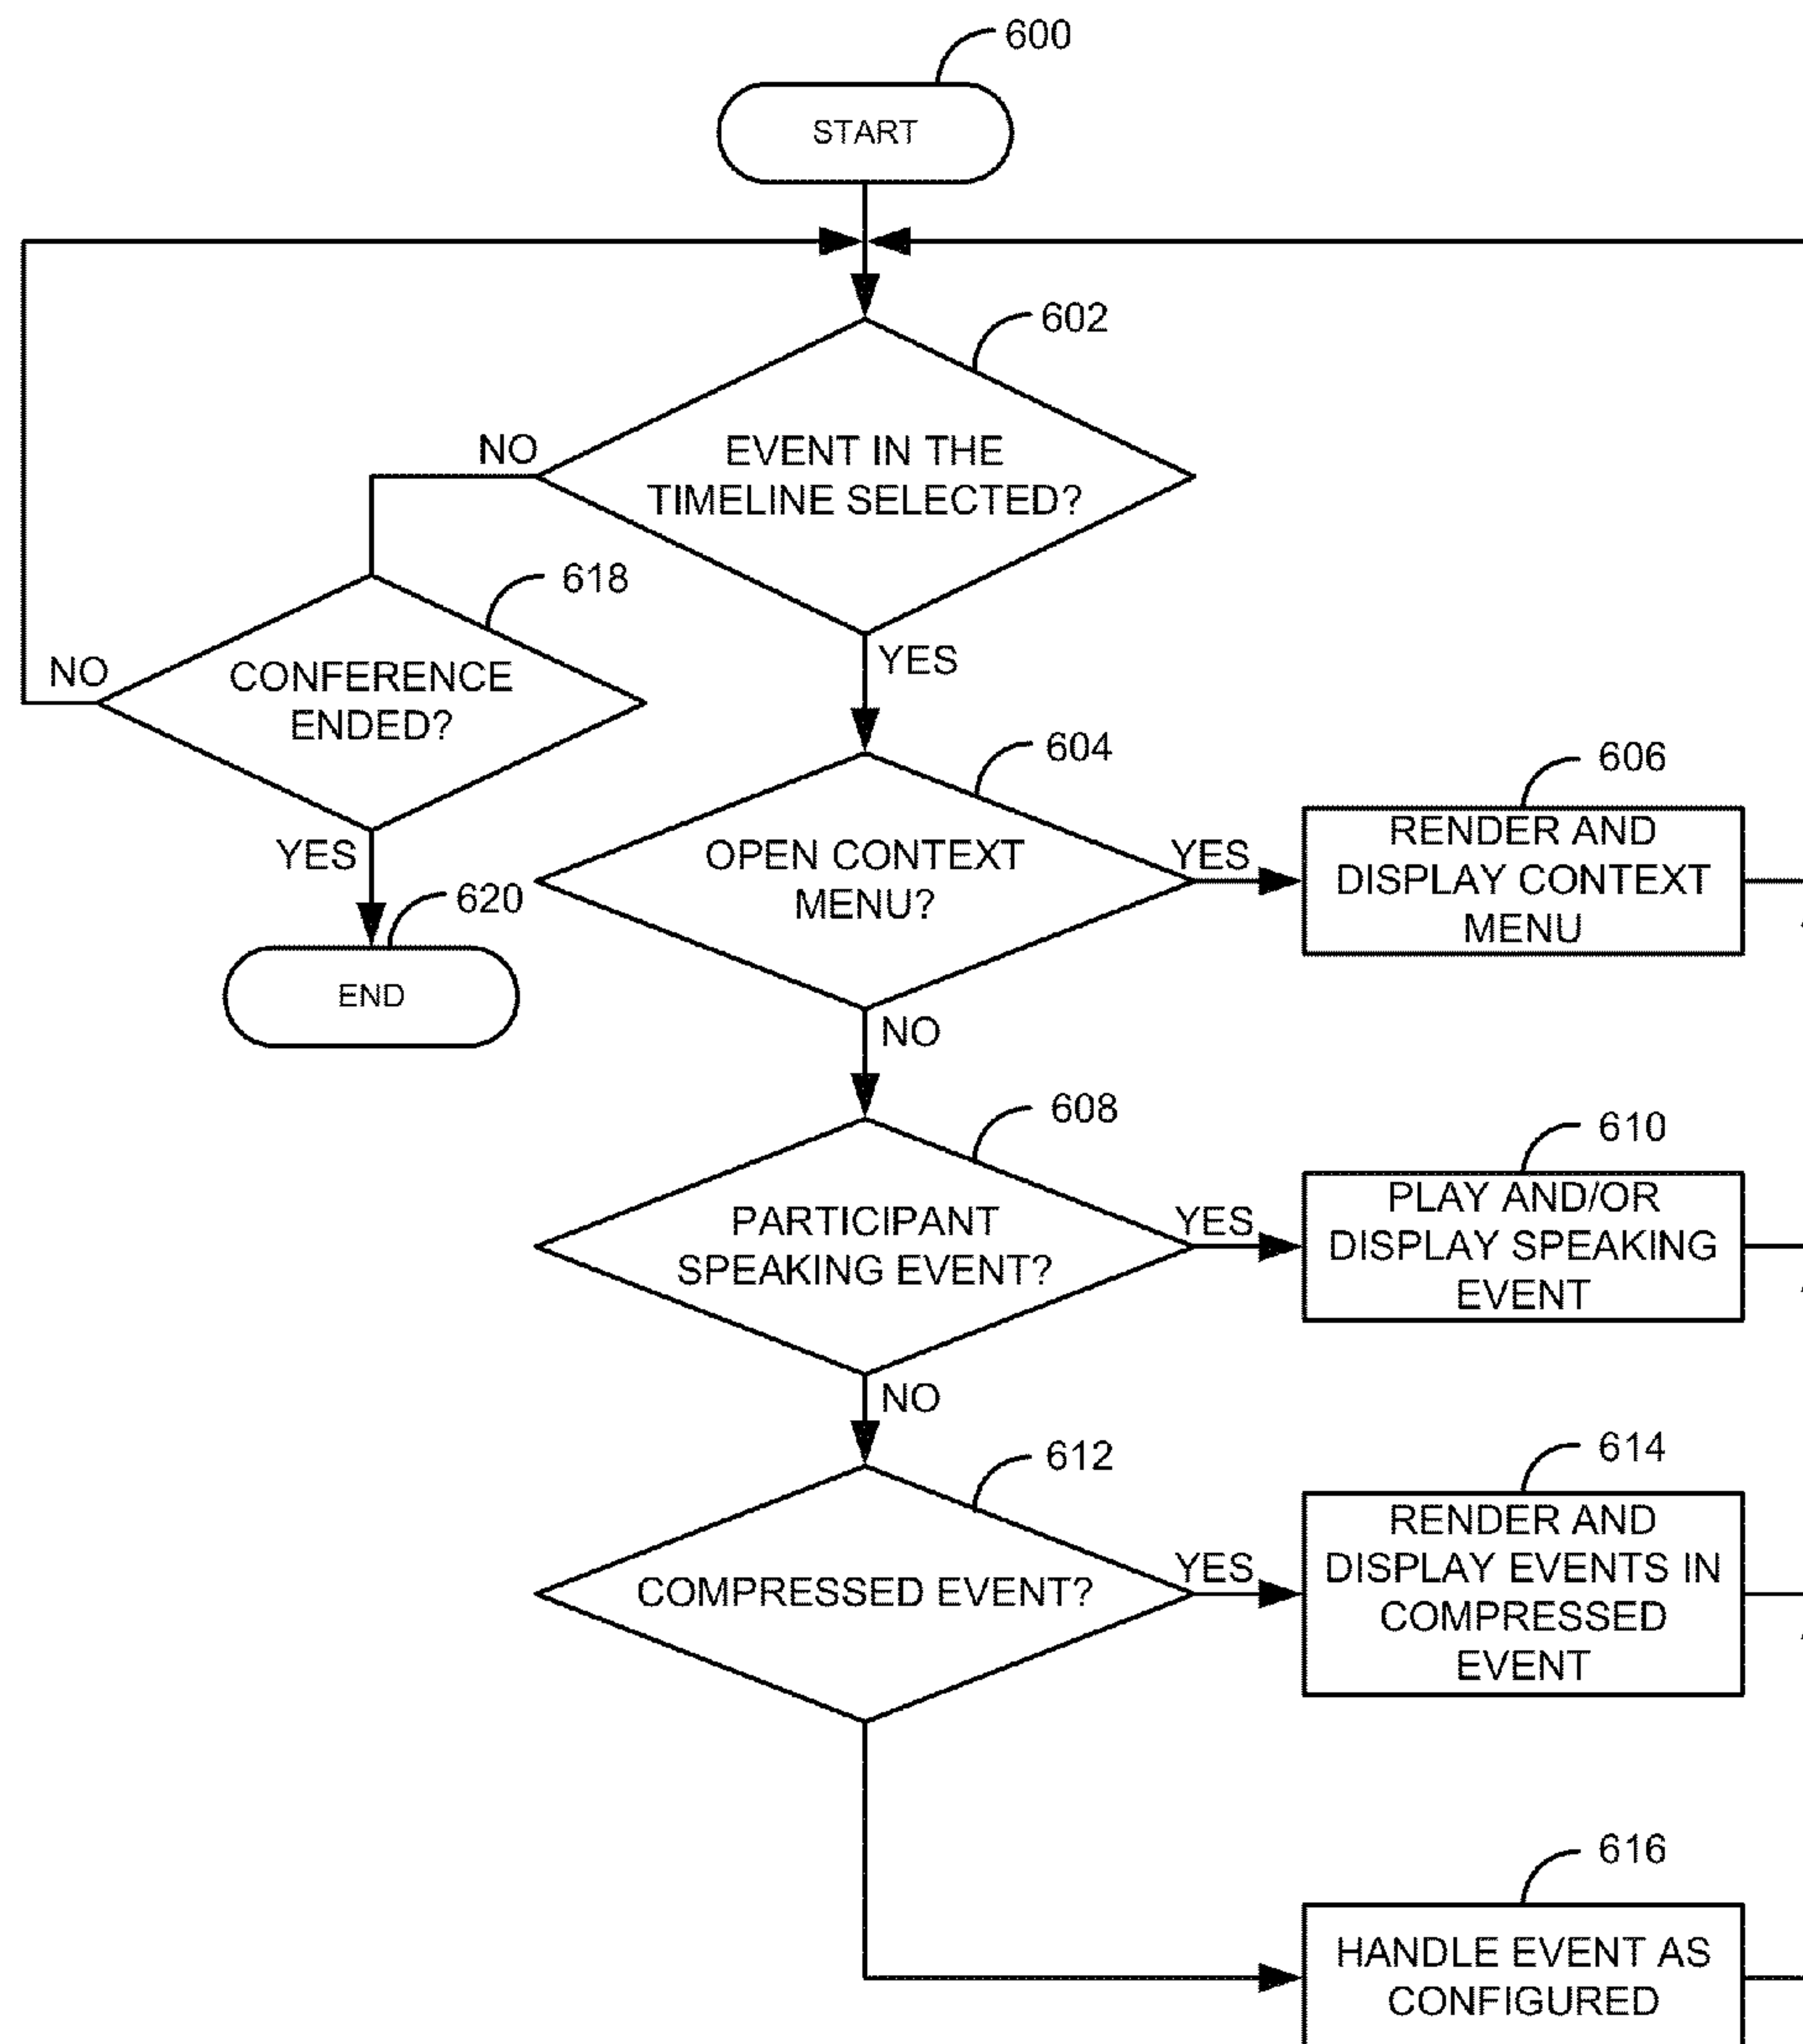 600
START
602
EVENT IN THE
TIMELINE SELECTED?
NO
YES
618
CONFERENCE
ENDED?
NO
YES
620
END
604
OPEN CONTEXT
MENU?
YES
NO
606
RENDER AND
DISPLAY CONTEXT
MENU
608
PARTICIPANT
SPEAKING EVENT?
YES
NO
610
PLAY AND/OR
DISPLAY SPEAKING
EVENT
612
COMPRESSED EVENT?
YES
614
RENDER AND
DISPLAY EVENTS IN
COMPRESSED
EVENT
616
HANDLE EVENT AS
CONFIGURED